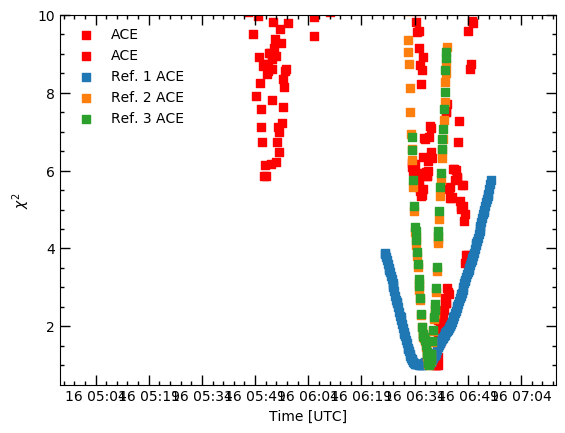 10
8
6
4
2
χ²
ACE
ACE
Ref. 1 ACE
Ref. 2 ACE
Ref. 3 ACE
16 05:04 16 05:19 16 05:34 16 05:49 16 06:04 16 06:19 16 06:34 16 06:49 16 07:04
Time [UTC]